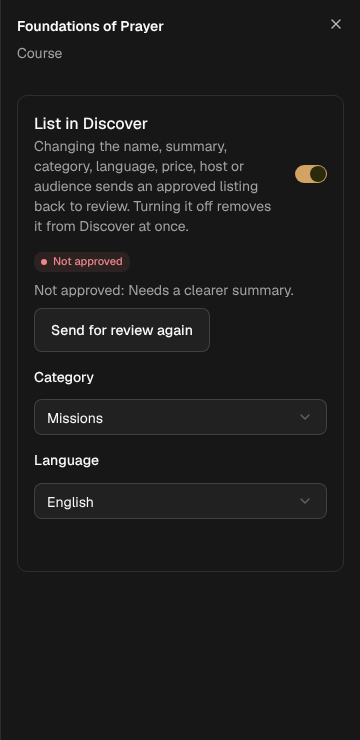 Foundations of Prayer
Course
List in Discover
Changing the name, summary,
category, language, price, host or
audience sends an approved listing
back to review. Turning it off removes
it from Discover at once.
Not approved
Not approved: Needs a clearer summary.
Send for review again
Category
Missions
Language
English